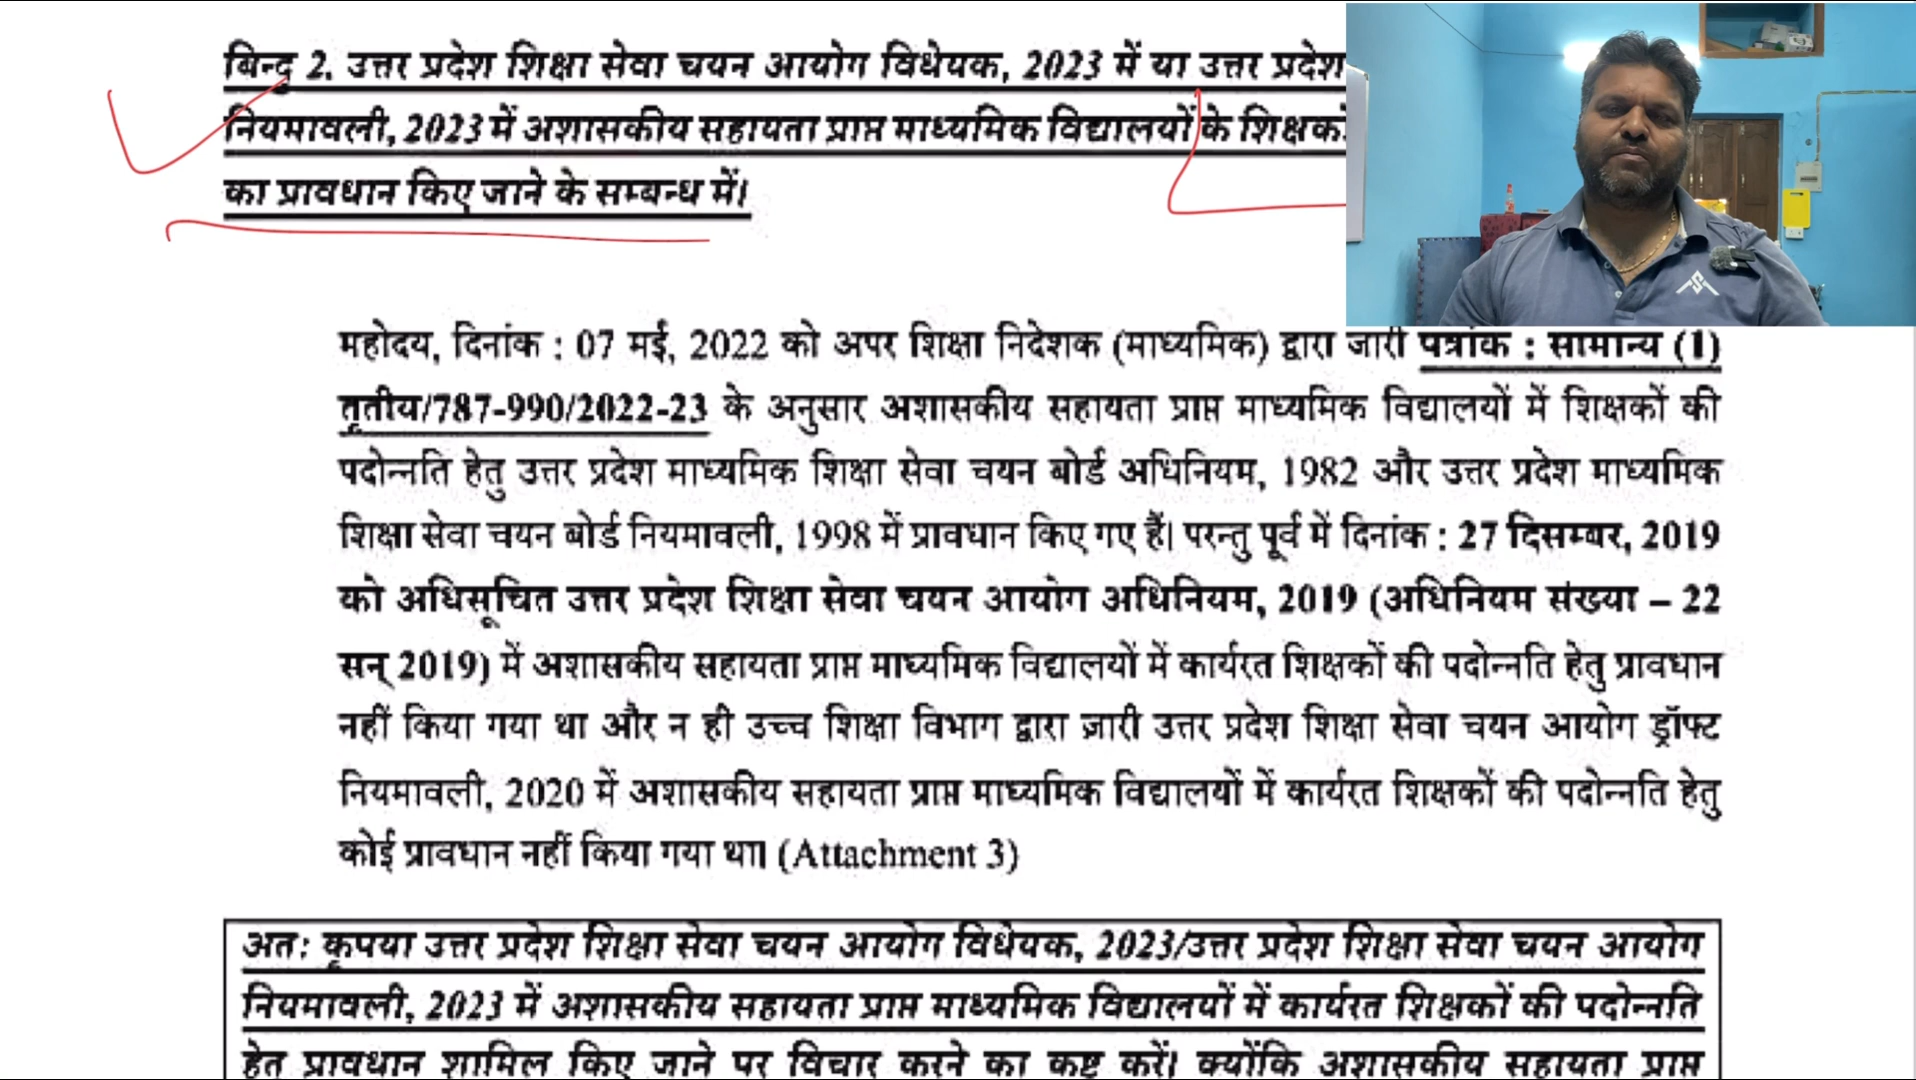 बिन्दु 2. उत्तर प्रदेश शिक्षा सेवा चयन आयोग विधेयक, 2023 में या उत्तर प्रदेश
नियमावली, 2023 में अशासकीय सहायता प्राप्त माध्यमिक विद्यालयों के शिक्षकों
का प्रावधान किए जाने के सम्बन्ध में।
महोदय, दिनांक : 07 मई, 2022 को अपर शिक्षा निदेशक (माध्यमिक) द्वारा जारी पत्रांक : सामान्य (1)
तृतीय/787-990/2022-23 के अनुसार अशासकीय सहायता प्राप्त माध्यमिक विद्यालयों में शिक्षकों की
पदोन्नति हेतु उत्तर प्रदेश माध्यमिक शिक्षा सेवा चयन बोर्ड अधिनियम, 1982 और उत्तर प्रदेश माध्यमिक
शिक्षा सेवा चयन बोर्ड नियमावली, 1998 में प्रावधान किए गए हैं। परन्तु पूर्व में दिनांक : 27 दिसम्बर, 2019
को अधिसूचित उत्तर प्रदेश शिक्षा सेवा चयन आयोग अधिनियम, 2019 (अधिनियम संख्या – 22
सन् 2019) में अशासकीय सहायता प्राप्त माध्यमिक विद्यालयों में कार्यरत शिक्षकों की पदोन्नति हेतु प्रावधान
नहीं किया गया था और न ही उच्च शिक्षा विभाग द्वारा ज़ारी उत्तर प्रदेश शिक्षा सेवा चयन आयोग ड्रॉफ्ट
नियमावली, 2020 में अशासकीय सहायता प्राप्त माध्यमिक विद्यालयों में कार्यरत शिक्षकों की पदोन्नति हेतु
कोई प्रावधान नहीं किया गया था। (Attachment 3)
अतः कृपया उत्तर प्रदेश शिक्षा सेवा चयन आयोग विधेयक, 2023/उत्तर प्रदेश शिक्षा सेवा चयन आयोग
नियमावली, 2023 में अशासकीय सहायता प्राप्त माध्यमिक विद्यालयों में कार्यरत शिक्षकों की पदोन्नति
हेतु प्रावधान शामिल किए जाने पर विचार करने का कष्ट करें। क्योंकि अशासकीय सहायता प्राप्त